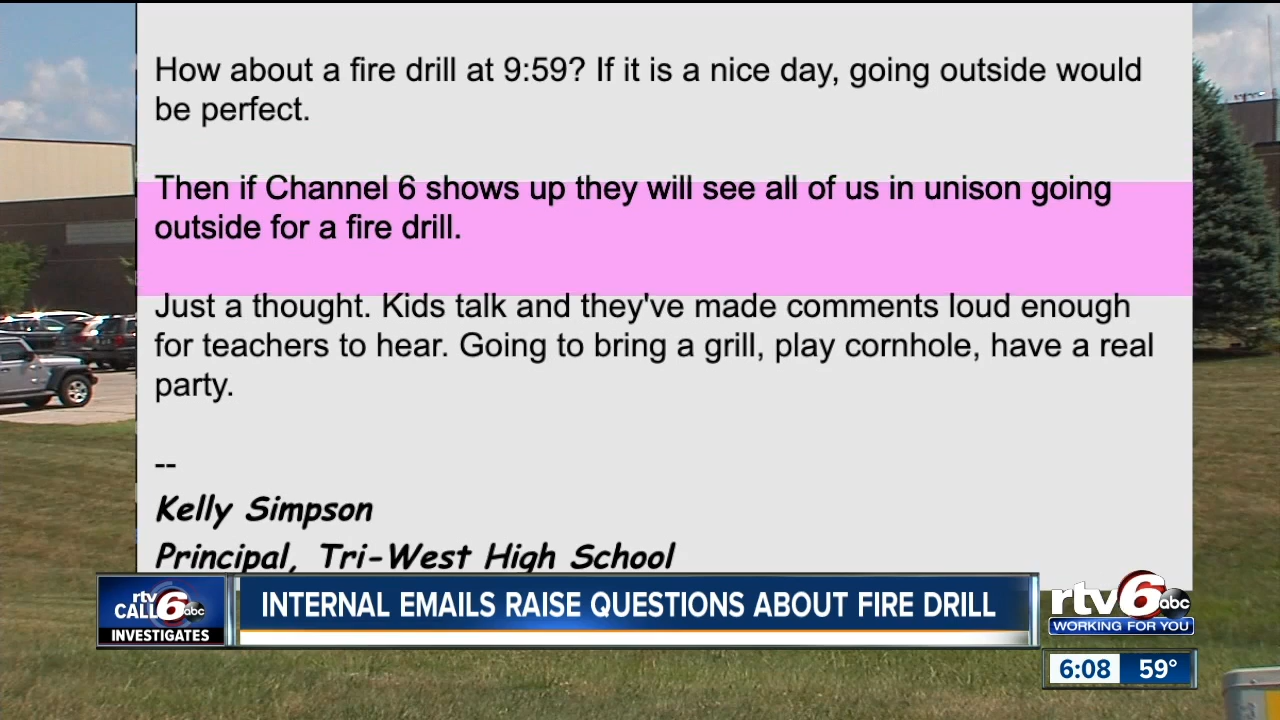 How about a fire drill at 9:59? If it is a nice day, going outside would
be perfect.
Then if Channel 6 shows up they will see all of us in unison going
outside for a fire drill.
Just a thought. Kids talk and they've made comments loud enough
for teachers to hear. Going to bring a grill, play cornhole, have a real
party.
--
Kelly Simpson
Principal, Tri-West High School
rtv
CALL 6 abc
INVESTIGATES
INTERNAL EMAILS RAISE QUESTIONS ABOUT FIRE DRILL
rtv6 abc
WORKING FOR YOU
6:08 59°